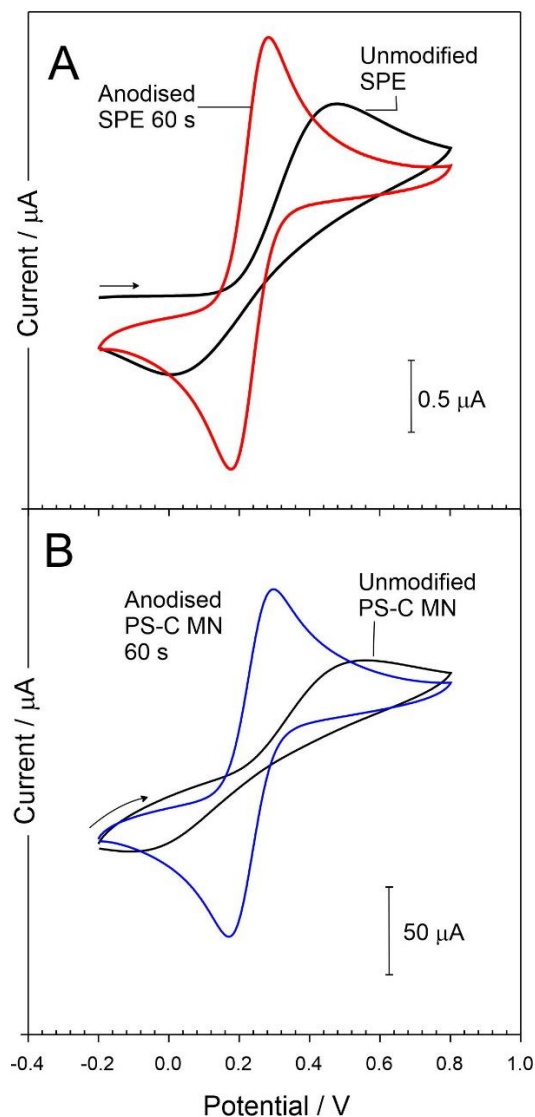 A
Anodised
SPE 60 s
Unmodified
SPE
Current / μA
0.5 μA
B
Anodised
PS-C MN
60 s
Unmodified
PS-C MN
Current / μA
50 μA
-0.4 -0.2 0.0 0.2 0.4 0.6 0.8 1.0
Potential / V